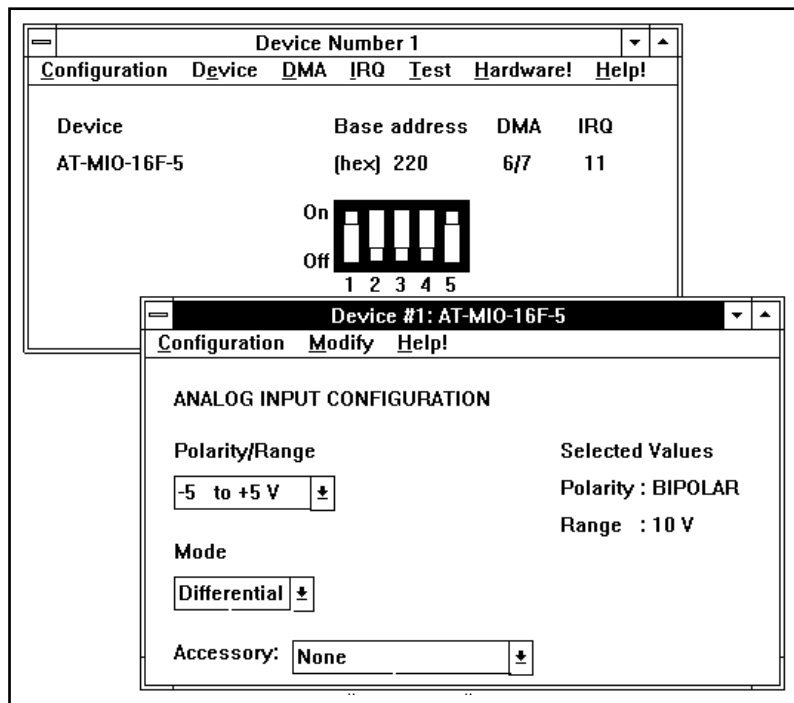 Device Number 1
Configuration Device DMA IRQ Test Hardware! Help!
Device Base address DMA IRQ
AT-MIO-16F-5 (hex) 220 6/7 11
On
Off
1 2 3 4 5
Device #1: AT-MIO-16F-5
Configuration Modify Help!
ANALOG INPUT CONFIGURATION
Polarity/Range Selected Values
-5 to +5 V Polarity : BIPOLAR
Range : 10 V
Mode
Differential
Accessory: None